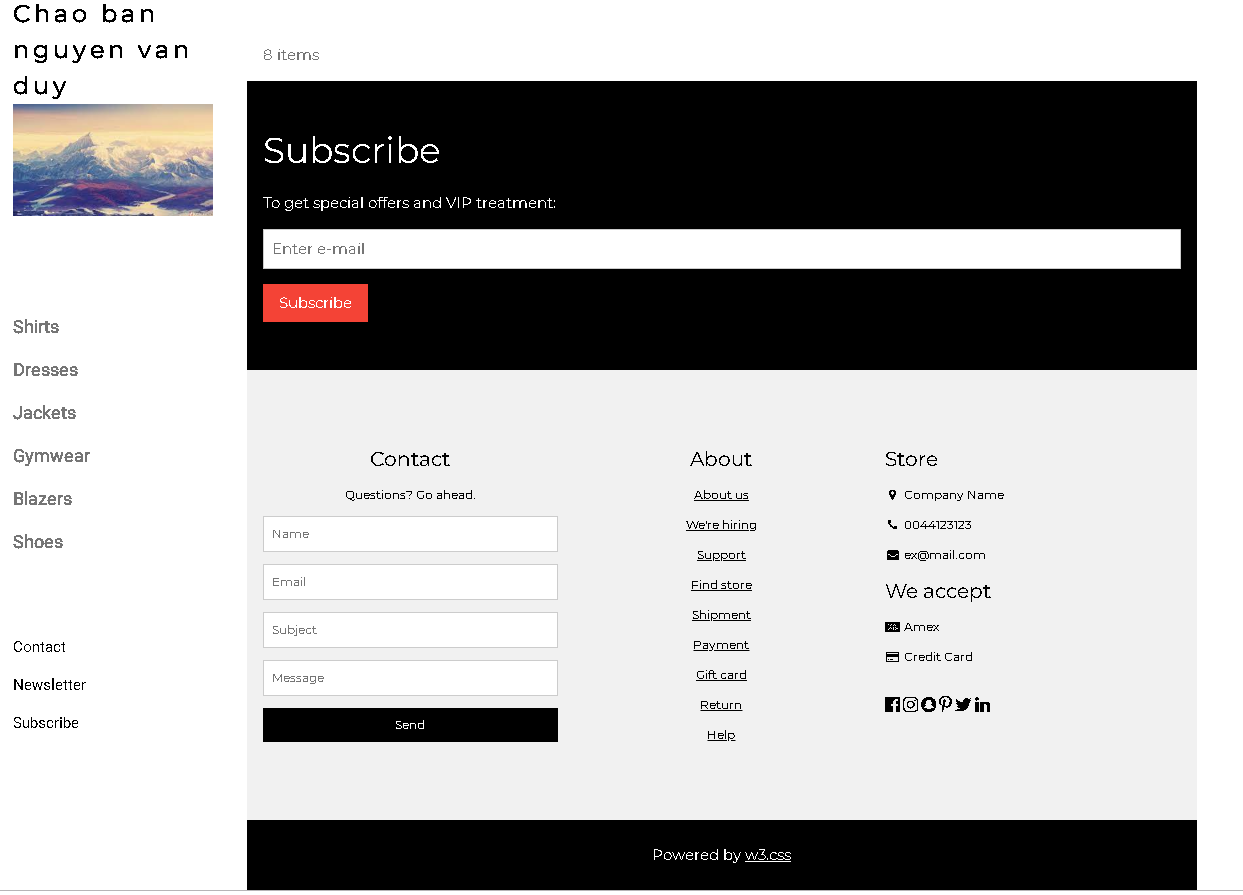 Chao ban
nguyen van
duy
Shirts
Dresses
Jackets
Gymwear
Blazers
Shoes
Contact
Newsletter
Subscribe
8 items
Subscribe
To get special offers and VIP treatment:
Enter e-mail
Subscribe
Contact
Questions? Go ahead.
Name
Email
Subject
Message
Send
About
About us
We're hiring
Support
Find store
Shipment
Payment
Gift card
Return
Help
Store
Company Name
0044123123
ex@mail.com
We accept
Amex
Credit Card
Powered by w3.css